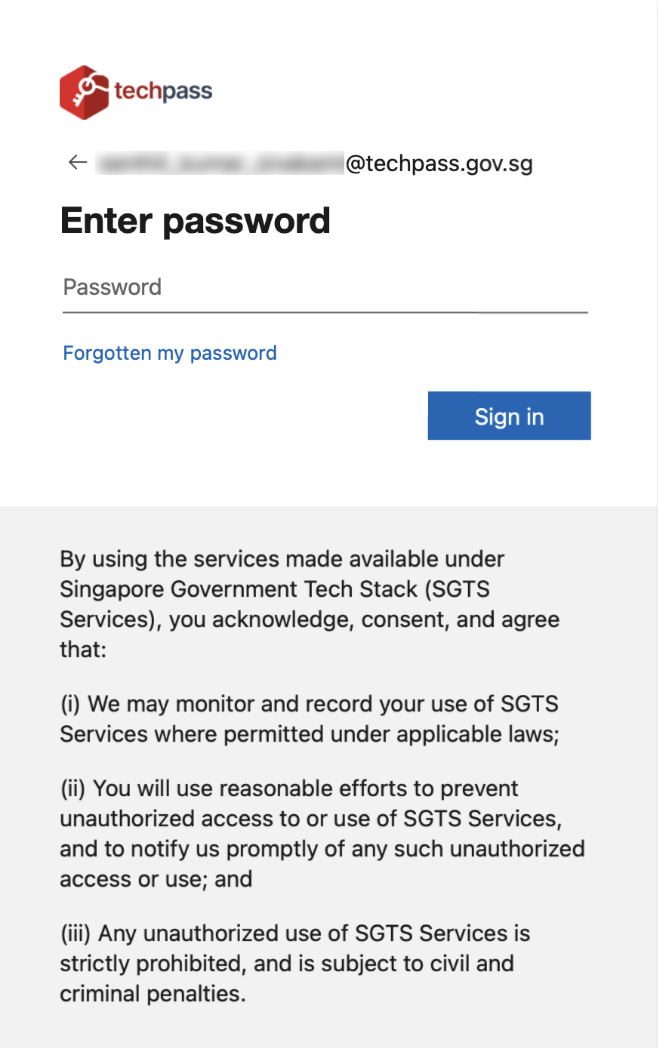 techpass
@techpass.gov.sg
Enter password
Password
Forgotten my password
Sign in
By using the services made available under
Singapore Government Tech Stack (SGTS
Services), you acknowledge, consent, and agree
that:
(i) We may monitor and record your use of SGTS
Services where permitted under applicable laws;
(ii) You will use reasonable efforts to prevent
unauthorized access to or use of SGTS Services,
and to notify us promptly of any such unauthorized
access or use; and
(iii) Any unauthorized use of SGTS Services is
strictly prohibited, and is subject to civil and
criminal penalties.